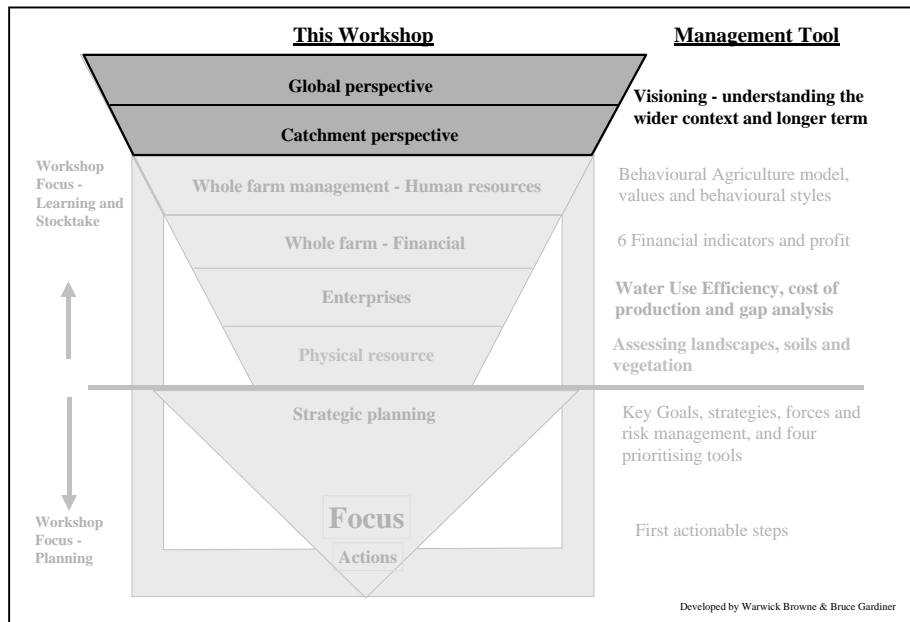 This Workshop
Management Tool
Global perspective
Visioning - understanding the
wider context and longer term
Catchment perspective
Workshop
Focus -
Learning and
Stocktake
Whole farm management - Human resources
Behavioural Agriculture model,
values and behavioural styles
Whole farm - Financial
6 Financial indicators and profit
Enterprises
Water Use Efficiency, cost of
production and gap analysis
Physical resource
Assessing landscapes, soils and
vegetation
Strategic planning
Key Goals, strategies, forces and
risk management, and four
prioritising tools
Workshop
Focus -
Planning
Focus
Actions
First actionable steps
Developed by Warwick Browne & Bruce Gardiner